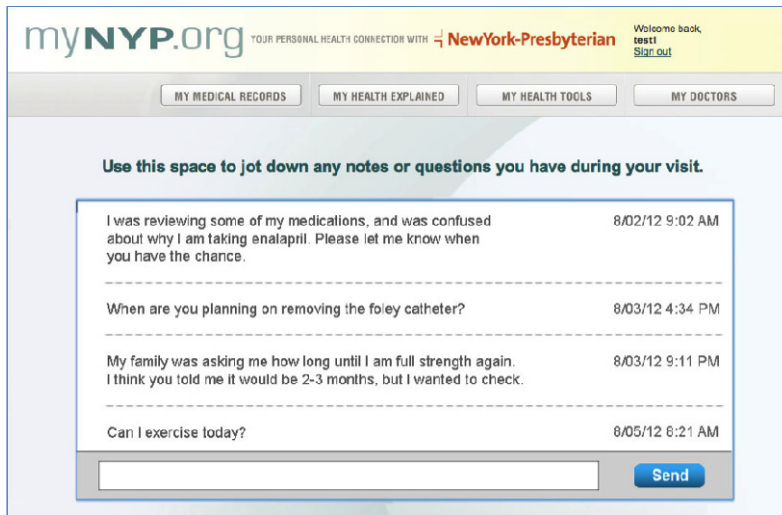 myNYP.org YOUR PERSONAL HEALTH CONNECTION WITH NewYork-Presbyterian
Welcome back,
test1
Sign out
MY MEDICAL RECORDS MY HEALTH EXPLAINED MY HEALTH TOOLS MY DOCTORS
Use this space to jot down any notes or questions you have during your visit.
I was reviewing some of my medications, and was confused 8/02/12 9:02 AM
about why I am taking enalapril. Please let me know when
you have the chance.
When are you planning on removing the foley catheter? 8/03/12 4:34 PM
My family was asking me how long until I am full strength again. 8/03/12 9:11 PM
I think you told me it would be 2-3 months, but I wanted to check.
Can I exercise today? 8/05/12 8:21 AM
Send